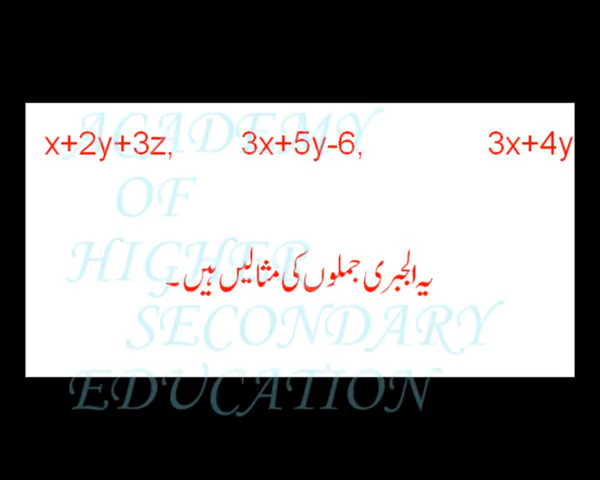 x+2y+3z, 3x+5y-6, 3x+4y
یہ الجبری جملوں کی مثالیں ہیں۔
ACADEMY
OF
HIGHER
SECONDARY
EDUCATION